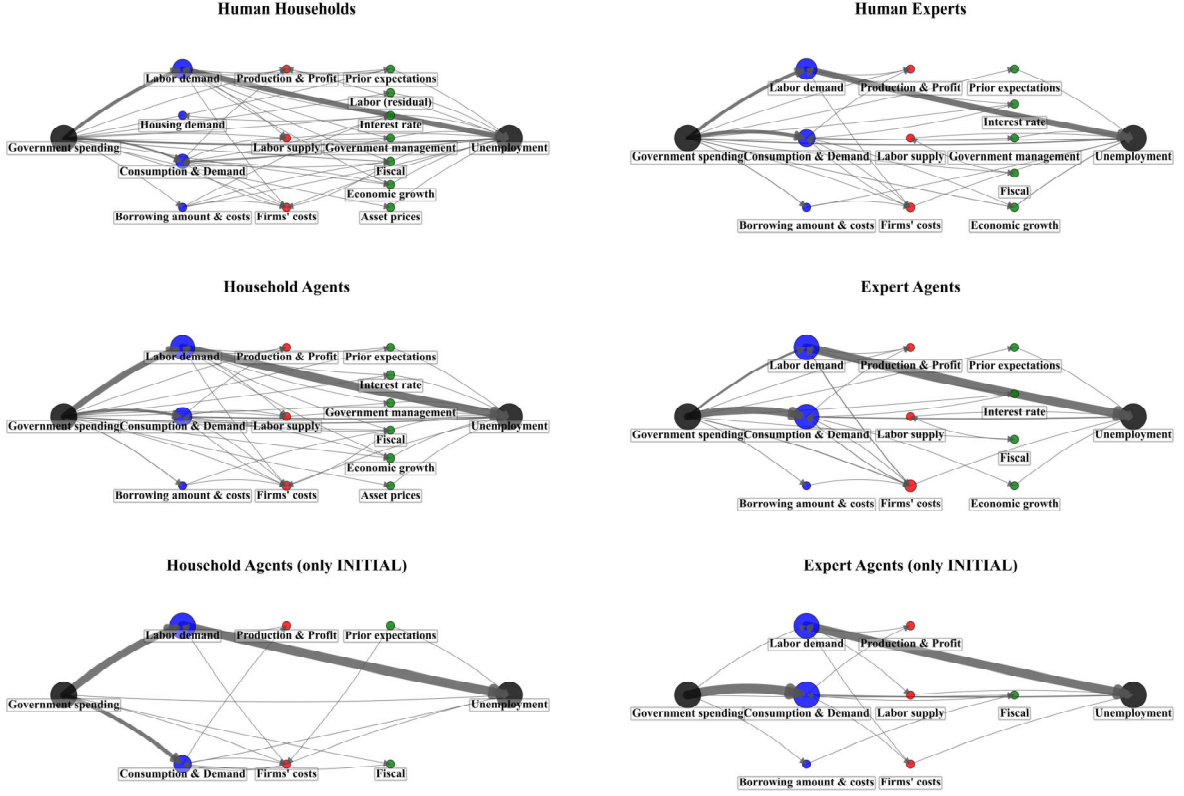 Human Households
Labor demand
Production & Profit
Prior expectations
Labor (residual)
Housing demand
Interest rate
Government spending
Labor supply
Government management
Unemployment
Consumption & Demand
Fiscal
Economic growth
Borrowing amount & costs
Firms' costs
Asset prices
Human Experts
Labor demand
Production & Profit
Prior expectations
Interest rate
Government spending
Consumption & Demand
Labor supply
Government management
Unemployment
Fiscal
Borrowing amount & costs
Firms' costs
Economic growth
Household Agents
Labor demand
Production & Profit
Prior expectations
Interest rate
Government management
Government spending
Consumption & Demand
Labor supply
Unemployment
Fiscal
Economic growth
Borrowing amount & costs
Firms' costs
Asset prices
Expert Agents
Labor demand
Production & Profit
Prior expectations
Interest rate
Government spending
Consumption & Demand
Labor supply
Unemployment
Fiscal
Borrowing amount & costs
Firms' costs
Economic growth
Household Agents (only INITIAL)
Labor demand
Production & Profit
Prior expectations
Government spending
Unemployment
Consumption & Demand
Firms' costs
Fiscal
Expert Agents (only INITIAL)
Labor demand
Production & Profit
Government spending
Consumption & Demand
Labor supply
Fiscal
Unemployment
Borrowing amount & costs
Firms' costs